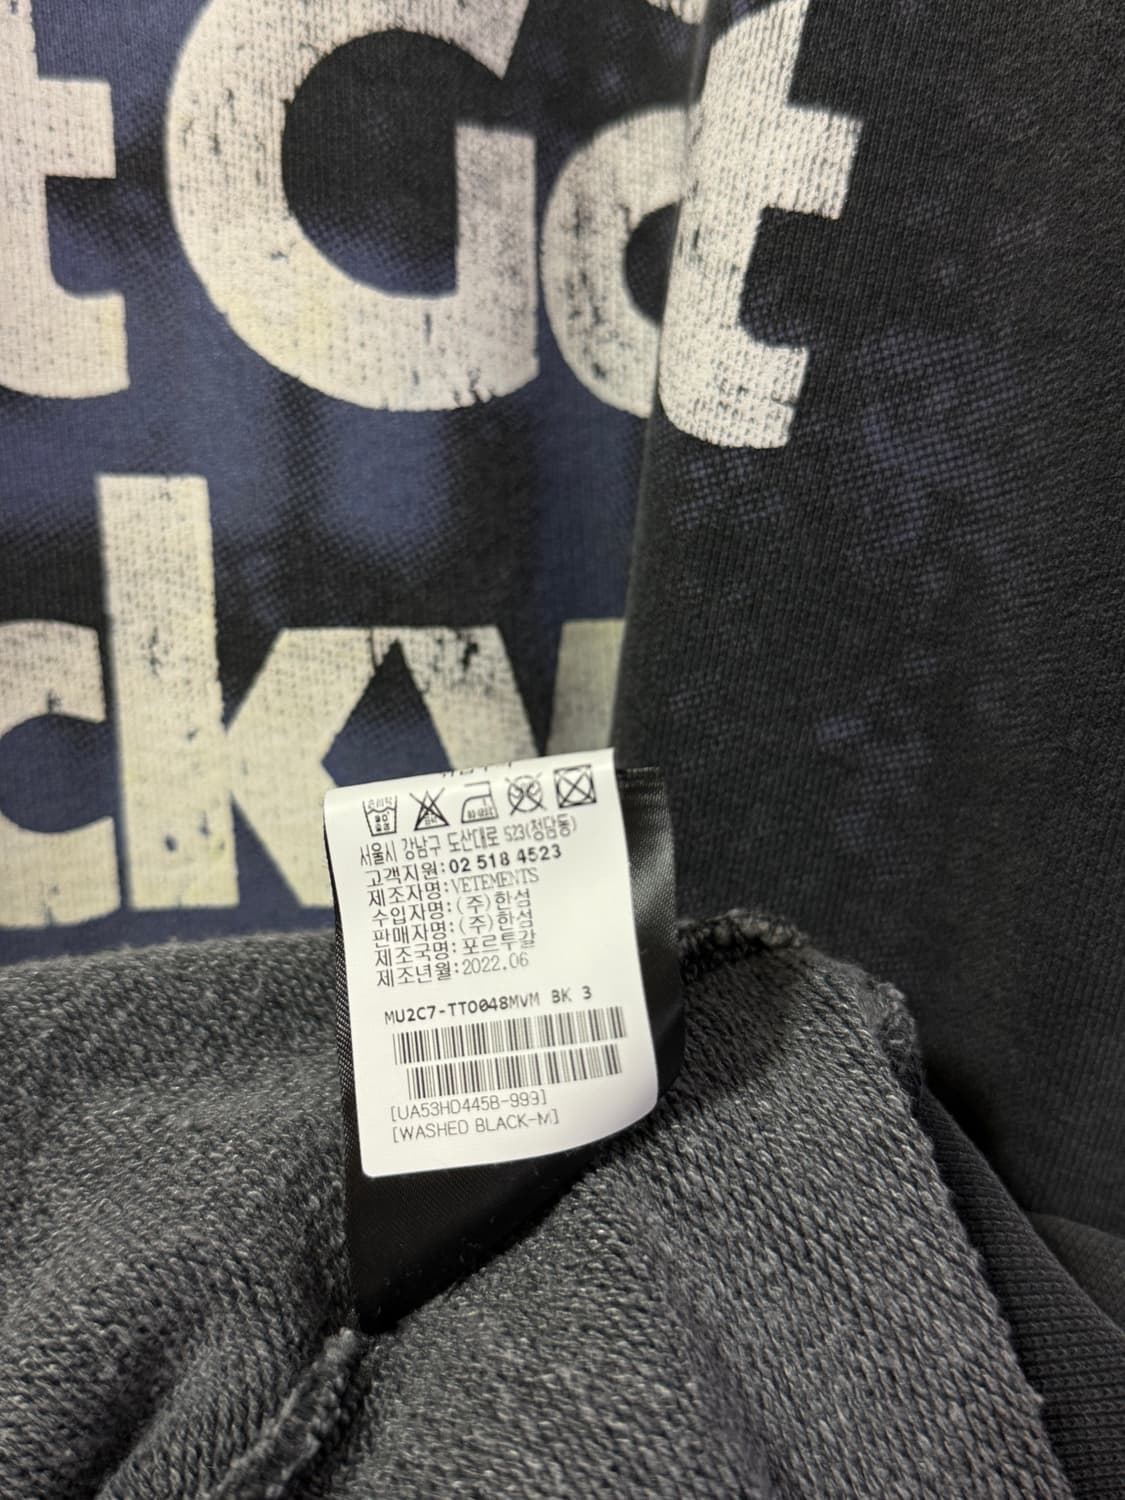 t Got
cky
서울시 강남구 도산대로 523(청담동)
고객지원:02 518 4523
제조자명:VETEMENTS
수입자명:(주)한섬
판매자명:(주)한섬
제조국명:포르투갈
제조년월:2022.06
MU2C7-TT0048MVM BK 3
[UA53HD445B-999]
[WASHED BLACK-M]